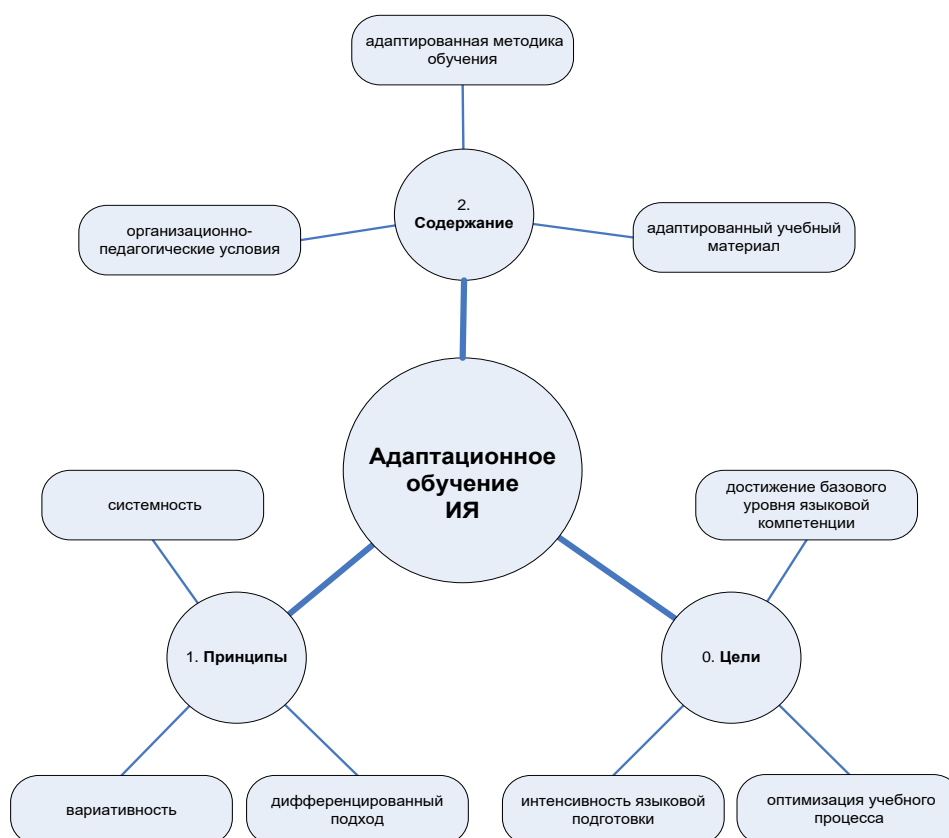 адаптированная методика
обучения
2.
Содержание
организационно-
педагогические условия
адаптированный учебный
материал
Адаптационное
обучение
ИЯ
системность
достижение базового
уровня языковой
компетенции
1. Принципы
0. Цели
вариативность
дифференцированный
подход
интенсивность языковой
подготовки
оптимизация учебного
процесса